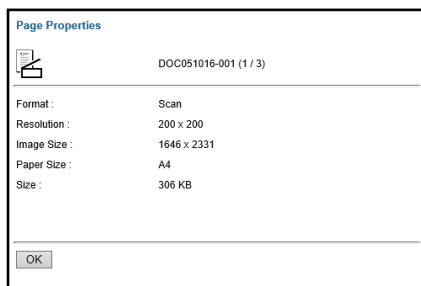 Page Properties
DOC051016-001 (1 / 3)
Format : Scan
Resolution : 200 x 200
Image Size : 1646 x 2331
Paper Size : A4
Size : 306 KB
OK